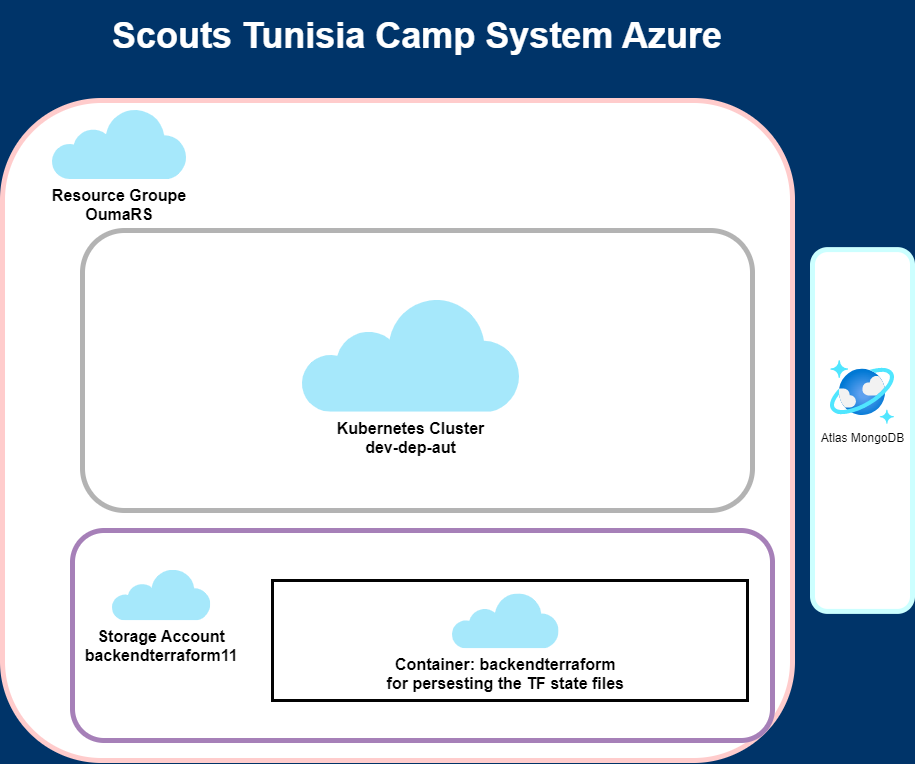 Scouts Tunisia Camp System Azure
Resource Groupe
OumaRS
Kubernetes Cluster
dev-dep-aut
Atlas MongoDB
Storage Account
backendterraform11
Container: backendterraform
for persesting the TF state files